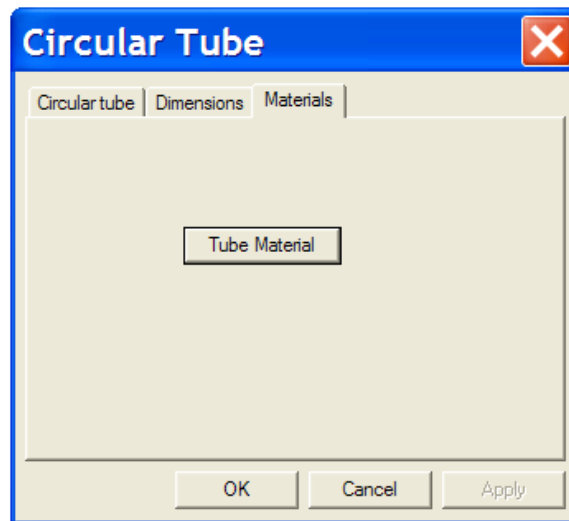 Circular Tube
Circular tube Dimensions Materials
Tube Material
OK Cancel Apply